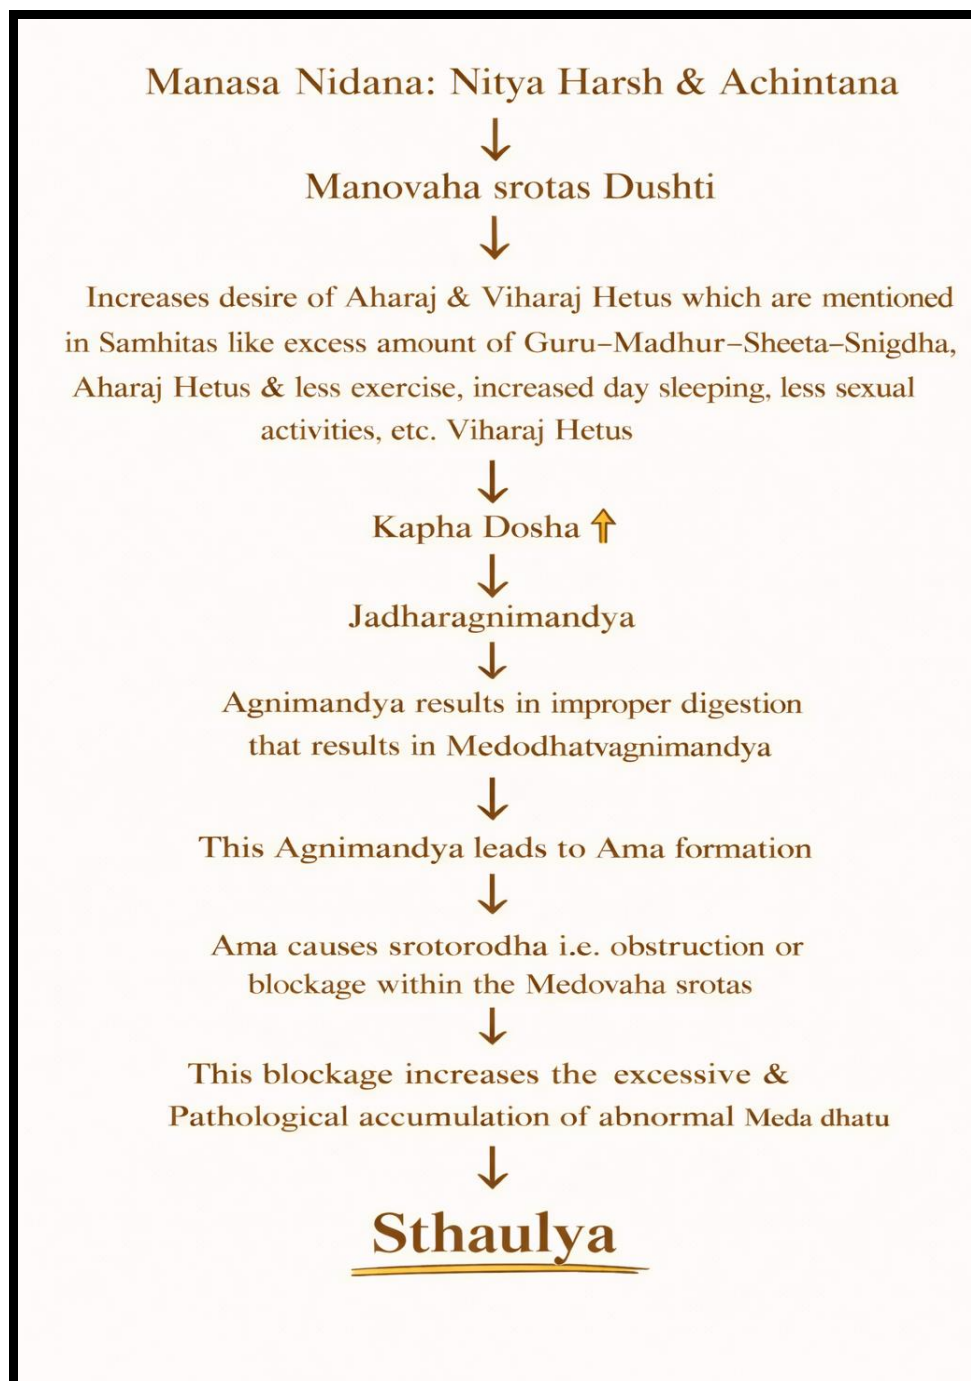 Manasa Nidana: Nitya Harsh & Achintana
↓
Manovaha srotas Dushti
↓
Increases desire of Aharaj & Viharaj Hetus which are mentioned
in Samhitas like excess amount of Guru–Madhur–Sheeta–Snigdha,
Aharaj Hetus & less exercise, increased day sleeping, less sexual
activities, etc. Viharaj Hetus
↓
Kapha Dosha ⇧
↓
Jadharagnimandya
↓
Agnimandya results in improper digestion
that results in Medodhatvagnimandya
↓
This Agnimandya leads to Ama formation
↓
Ama causes srotorodha i.e. obstruction or
blockage within the Medovaha srotas
↓
This blockage increases the excessive &
Pathological accumulation of abnormal Meda dhatu
↓
Sthaulya